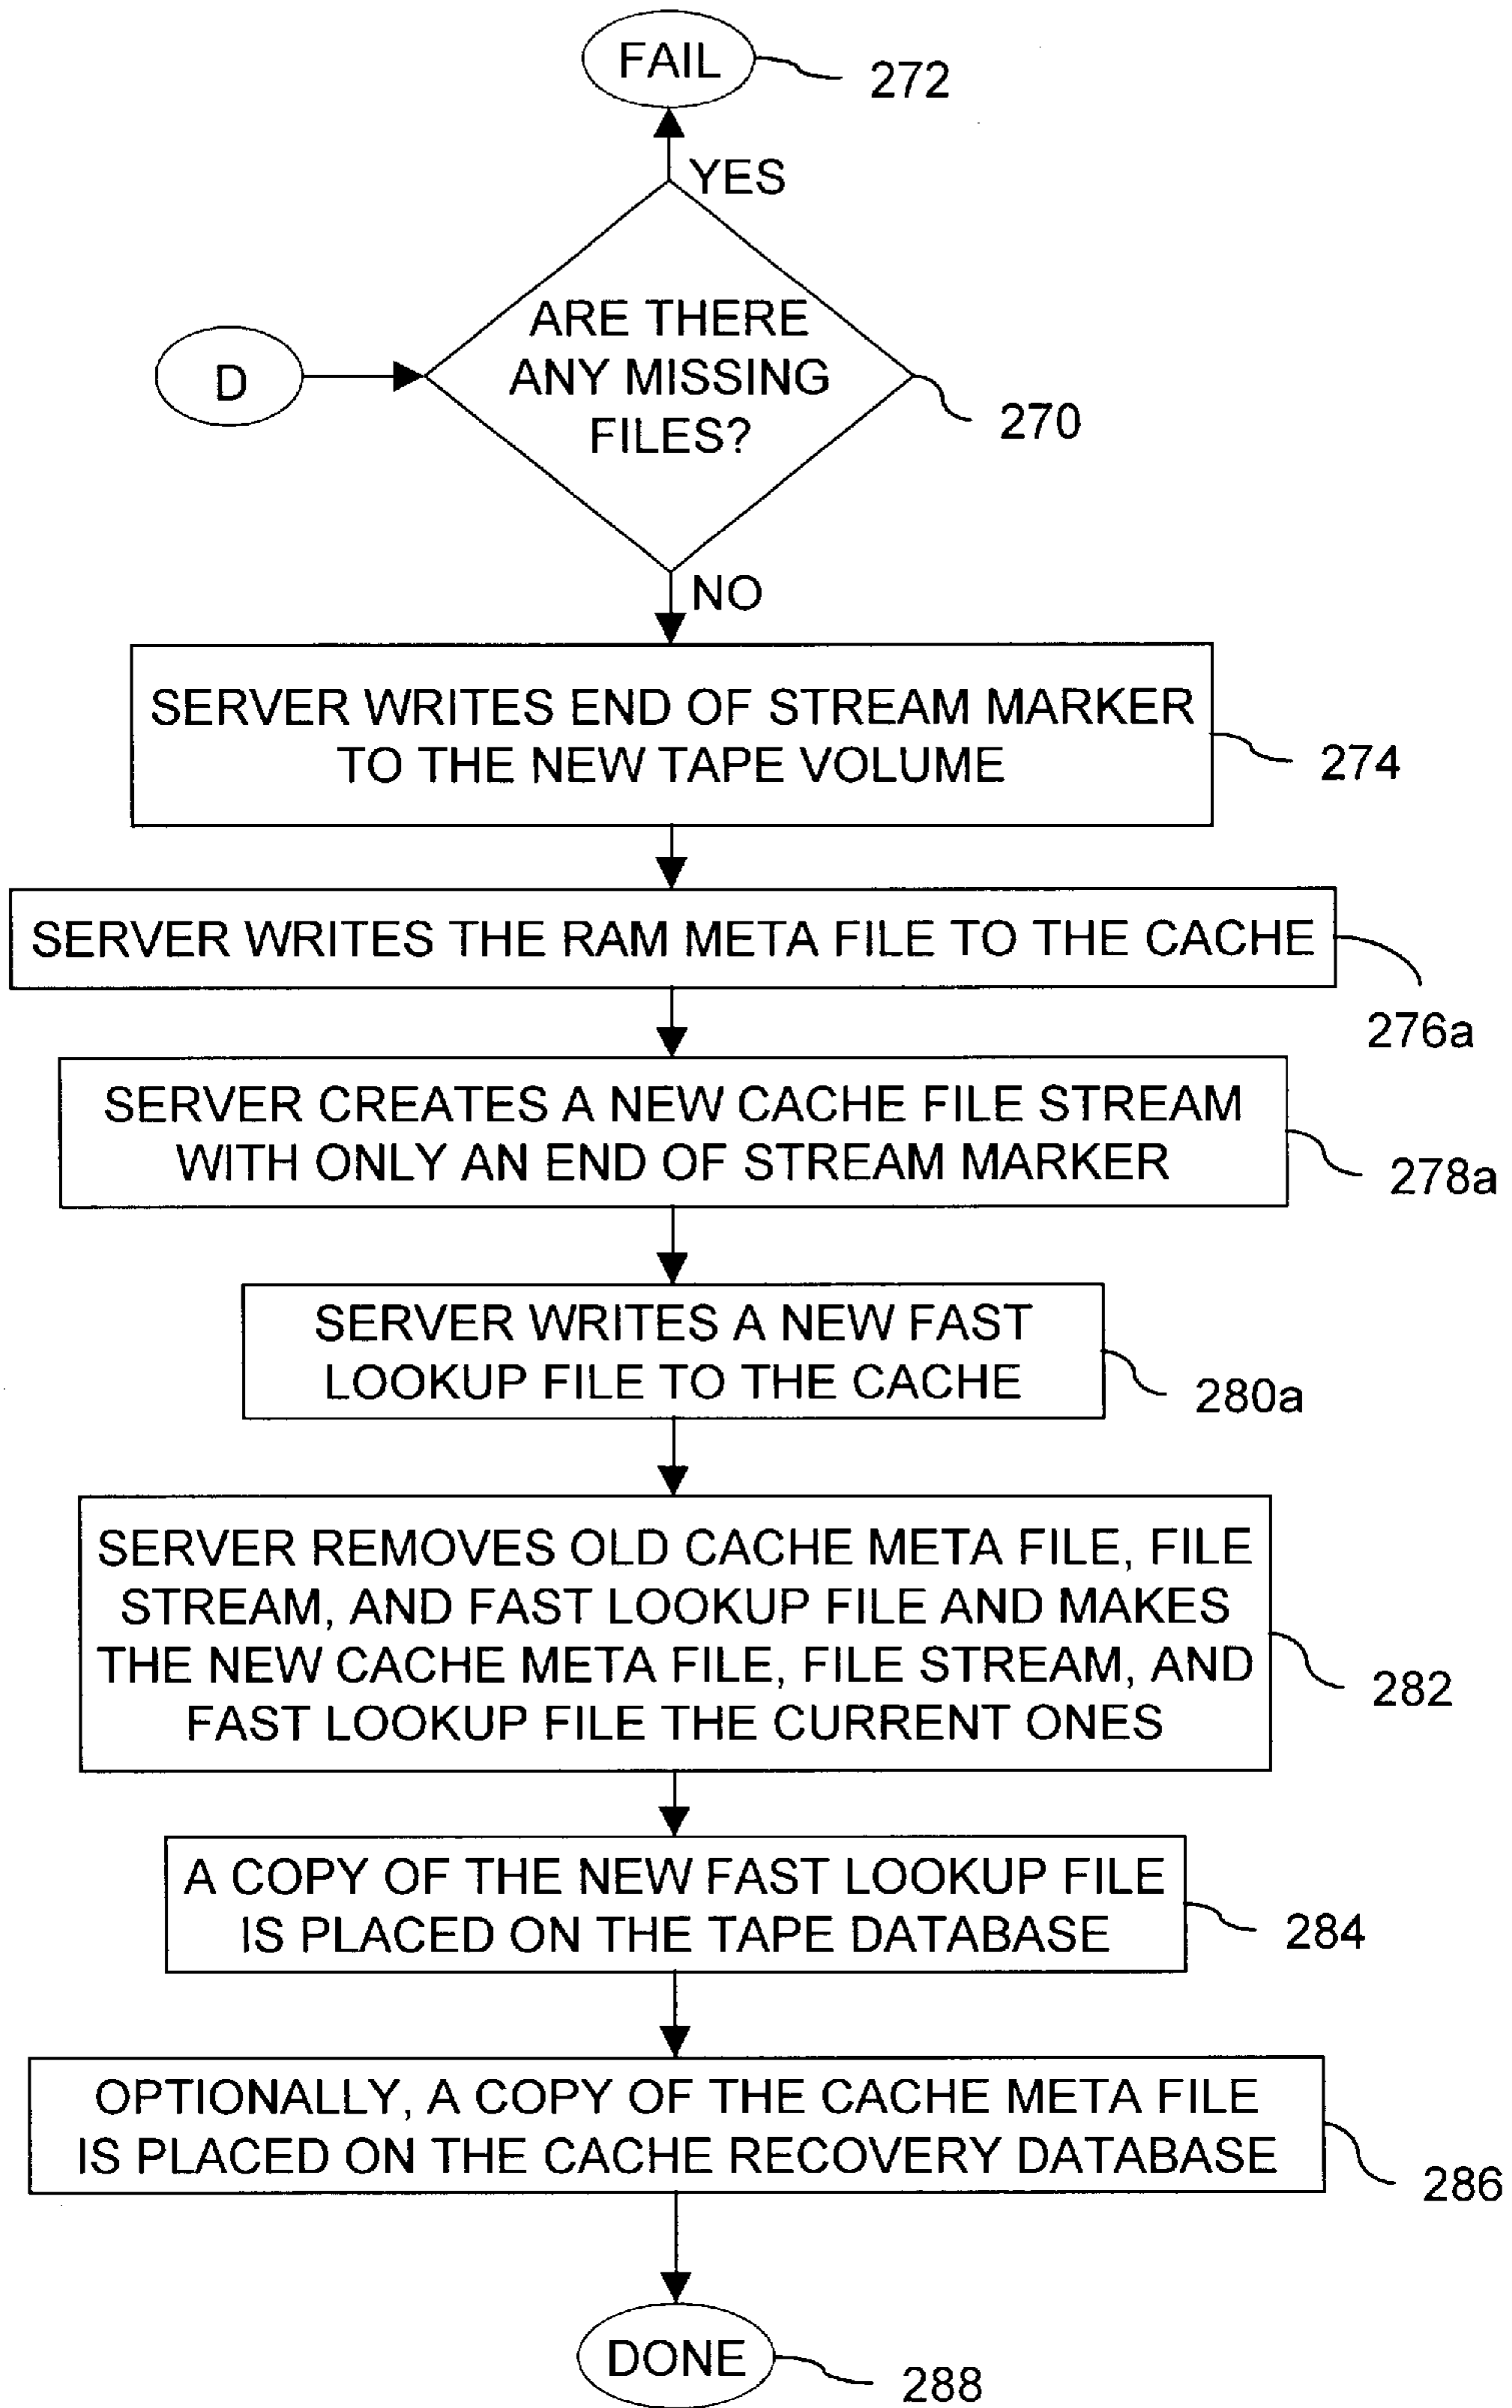 FAIL
272
YES
ARE THERE
ANY MISSING
FILES?
D
270
NO
SERVER WRITES END OF STREAM MARKER
TO THE NEW TAPE VOLUME
274
SERVER WRITES THE RAM META FILE TO THE CACHE
276a
SERVER CREATES A NEW CACHE FILE STREAM
WITH ONLY AN END OF STREAM MARKER
278a
SERVER WRITES A NEW FAST
LOOKUP FILE TO THE CACHE
280a
SERVER REMOVES OLD CACHE META FILE, FILE
STREAM, AND FAST LOOKUP FILE AND MAKES
THE NEW CACHE META FILE, FILE STREAM, AND
FAST LOOKUP FILE THE CURRENT ONES
282
A COPY OF THE NEW FAST LOOKUP FILE
IS PLACED ON THE TAPE DATABASE
284
OPTIONALLY, A COPY OF THE CACHE META FILE
IS PLACED ON THE CACHE RECOVERY DATABASE
286
DONE
288